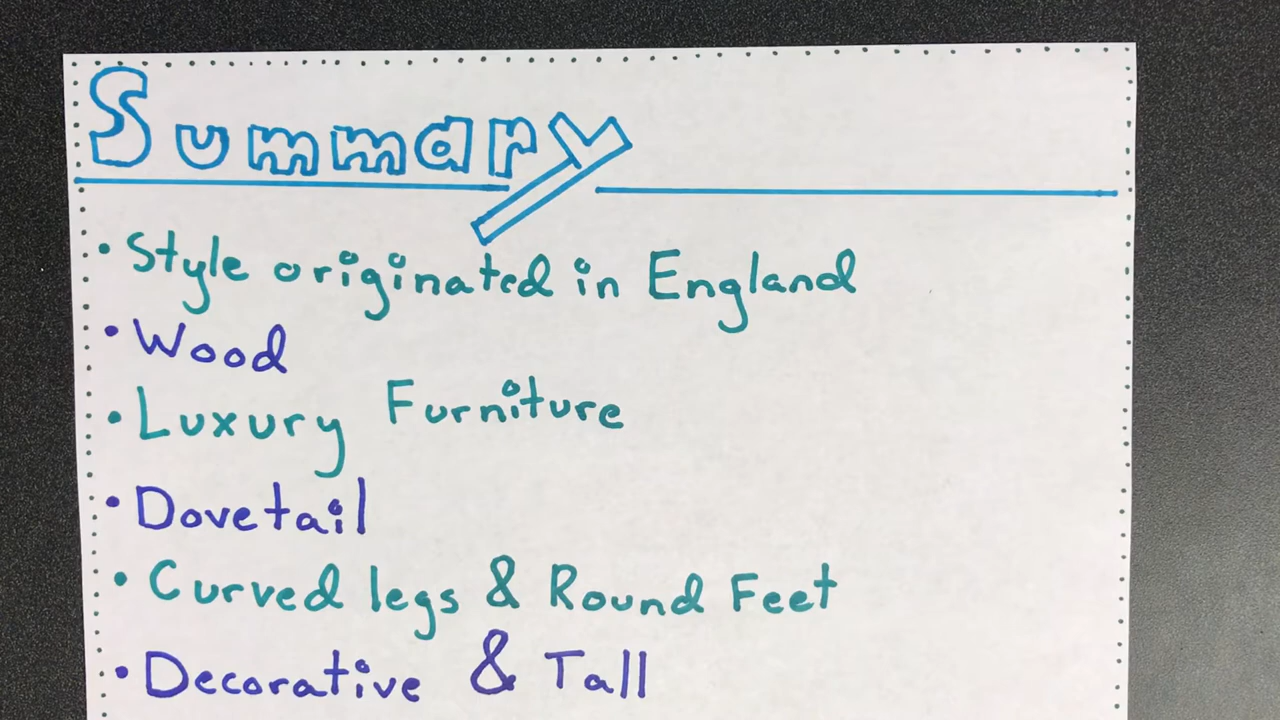 Summary
• Style originated in England
• Wood
• Luxury Furniture
• Dovetail
• Curved legs & Round Feet
• Decorative & Tall